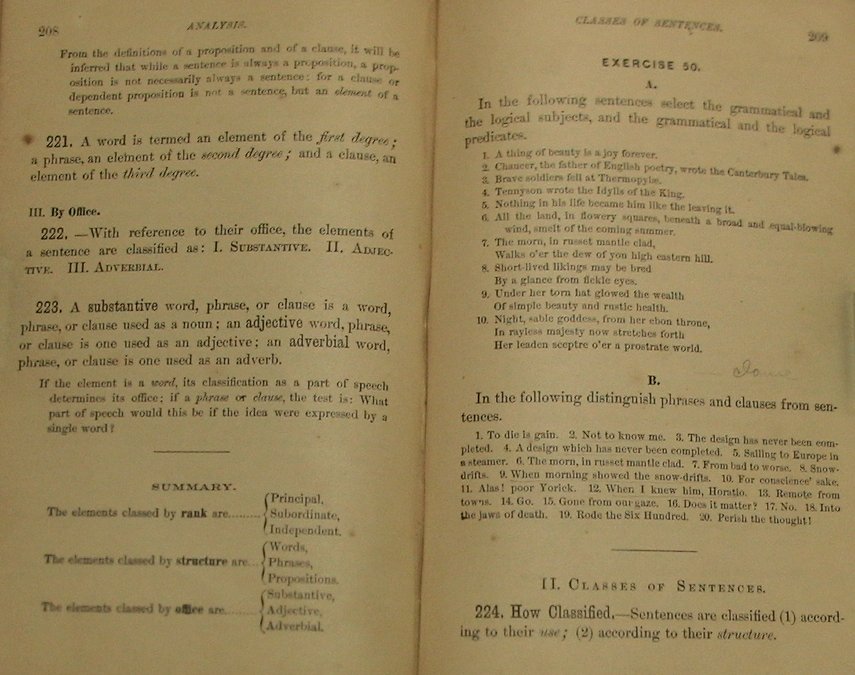 208
ANALYSIS.
From the definitions of a proposition and of a clause, it will be
inferred that while a sentence is always a proposition, a prop-
osition is not necessarily always a sentence: for a clause or
dependent proposition is not a sentence, but an element of a
sentence.
221. A word is termed an element of the first degree;
a phrase, an element of the second degree; and a clause, an
element of the third degree.
III. By Office.
222. —With reference to their office, the elements of
a sentence are classified as: I. SUBSTANTIVE. II. ADJEC-
TIVE. III. ADVERBIAL.
223. A substantive word, phrase, or clause is a word,
phrase, or clause used as a noun; an adjective word, phrase,
or clause is one used as an adjective; an adverbial word,
phrase, or clause is one used as an adverb.
If the element is a word, its classification as a part of speech
determines its office; if a phrase or clause, the test is: What
part of speech would this be if the idea were expressed by a
single word?
SUMMARY.
The elements classed by rank are......... Principal,
Subordinate,
Independent.
The elements classed by structure are... Words,
Phrases,
Propositions.
The elements classed by office are........ Substantive,
Adjective,
Adverbial.
CLASSES OF SENTENCES.
209
EXERCISE 50.
A.
In the following sentences select the grammatical and
the logical subjects, and the grammatical and the logical
predicates.
1. A thing of beauty is a joy forever.
2. Chaucer, the father of English poetry, wrote the Canterbury Tales.
3. Brave soldiers fell at Thermopylæ.
4. Tennyson wrote the Idylls of the King.
5. Nothing in his life became him like the leaving it.
6. All the land, in flowery squares, beneath a broad and equal-blowing
wind, smelt of the coming summer.
7. The morn, in russet mantle clad,
Walks o'er the dew of yon high eastern hill.
8. Short-lived likings may be bred
By a glance from fickle eyes.
9. Under her torn hat glowed the wealth
Of simple beauty and rustic health.
10. Night, sable goddess, from her ebon throne,
In rayless majesty now stretches forth
Her leaden sceptre o'er a prostrate world.
B.
In the following distinguish phrases and clauses from sen-
tences.
1. To die is gain. 2. Not to know me. 3. The design has never been com-
pleted. 4. A design which has never been completed. 5. Sailing to Europe in
a steamer. 6. The morn, in russet mantle clad. 7. From bad to worse. 8. Snow-
drifts. 9. When morning showed the snow-drifts. 10. For conscience' sake.
11. Alas! poor Yorick. 12. When I knew him, Horatio. 13. Remote from
towns. 14. Go. 15. Gone from our gaze. 16. Does it matter? 17. No. 18. Into
the jaws of death. 19. Rode the Six Hundred. 20. Perish the thought!
II. CLASSES OF SENTENCES.
224. How Classified.—Sentences are classified (1) accord-
ing to their use; (2) according to their structure.